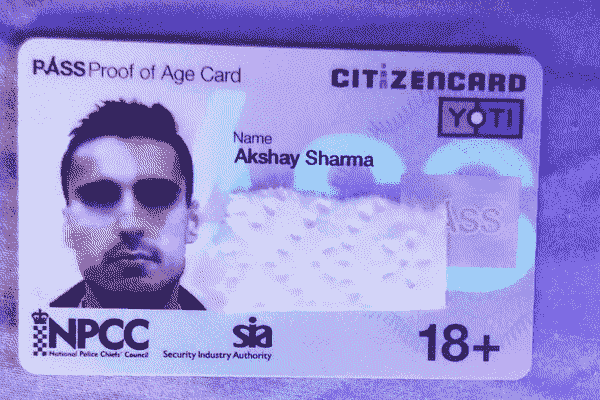 PASS Proof of Age Card
CITIZENCARD
YOTI
Name
Akshay Sharma
PASS
NPCC
National Police Chiefs' Council
sia
Security Industry Authority
18+